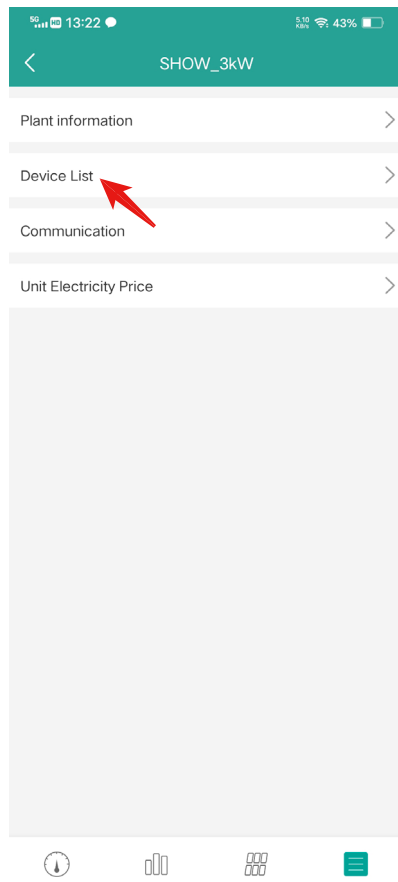 5G HD 13:22 5.10 KB/s 43%
SHOW_3kW
Plant information
Device List
Communication
Unit Electricity Price